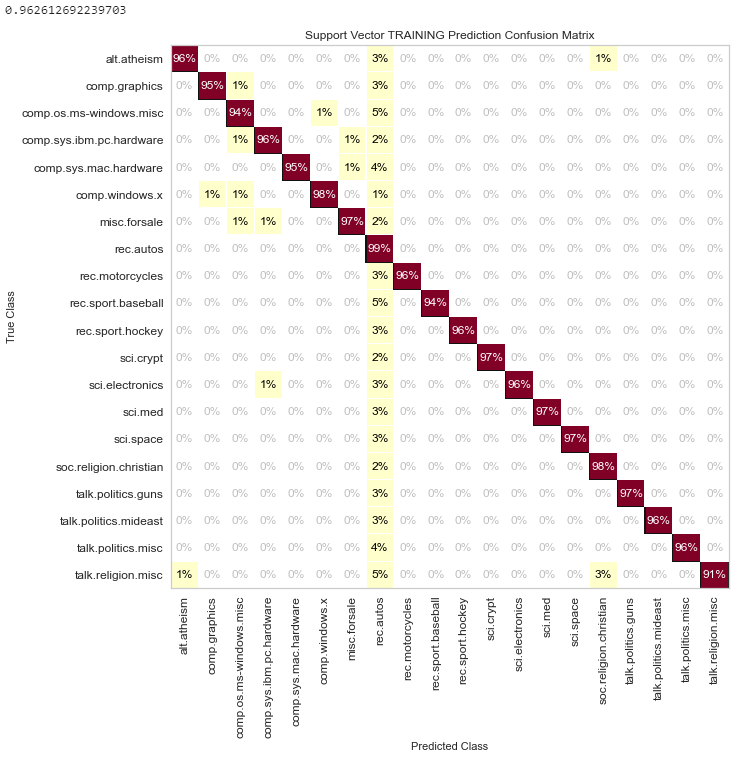 0.962612692239703
Support Vector TRAINING Prediction Confusion Matrix
alt.atheism 96% 0% 0% 0% 0% 0% 0% 3% 0% 0% 0% 0% 0% 0% 0% 1% 0% 0% 0% 0%
comp.graphics 0% 95% 1% 0% 0% 0% 0% 3% 0% 0% 0% 0% 0% 0% 0% 0% 0% 0% 0% 0%
comp.os.ms-windows.misc 0% 0% 94% 0% 0% 1% 0% 5% 0% 0% 0% 0% 0% 0% 0% 0% 0% 0% 0% 0%
comp.sys.ibm.pc.hardware 0% 0% 1% 96% 0% 0% 1% 2% 0% 0% 0% 0% 0% 0% 0% 0% 0% 0% 0% 0%
comp.sys.mac.hardware 0% 0% 0% 0% 95% 0% 1% 4% 0% 0% 0% 0% 0% 0% 0% 0% 0% 0% 0% 0%
comp.windows.x 0% 1% 1% 0% 0% 98% 0% 1% 0% 0% 0% 0% 0% 0% 0% 0% 0% 0% 0% 0%
misc.forsale 0% 0% 1% 1% 0% 0% 97% 2% 0% 0% 0% 0% 0% 0% 0% 0% 0% 0% 0% 0%
rec.autos 0% 0% 0% 0% 0% 0% 0% 99% 0% 0% 0% 0% 0% 0% 0% 0% 0% 0% 0% 0%
rec.motorcycles 0% 0% 0% 0% 0% 0% 0% 3% 96% 0% 0% 0% 0% 0% 0% 0% 0% 0% 0% 0%
rec.sport.baseball 0% 0% 0% 0% 0% 0% 0% 5% 0% 94% 0% 0% 0% 0% 0% 0% 0% 0% 0% 0%
rec.sport.hockey 0% 0% 0% 0% 0% 0% 0% 3% 0% 0% 96% 0% 0% 0% 0% 0% 0% 0% 0% 0%
sci.crypt 0% 0% 0% 0% 0% 0% 0% 2% 0% 0% 0% 97% 0% 0% 0% 0% 0% 0% 0% 0%
sci.electronics 0% 0% 0% 1% 0% 0% 0% 3% 0% 0% 0% 0% 96% 0% 0% 0% 0% 0% 0% 0%
sci.med 0% 0% 0% 0% 0% 0% 0% 3% 0% 0% 0% 0% 0% 97% 0% 0% 0% 0% 0% 0%
sci.space 0% 0% 0% 0% 0% 0% 0% 3% 0% 0% 0% 0% 0% 0% 97% 0% 0% 0% 0% 0%
soc.religion.christian 0% 0% 0% 0% 0% 0% 0% 2% 0% 0% 0% 0% 0% 0% 0% 98% 0% 0% 0% 0%
talk.politics.guns 0% 0% 0% 0% 0% 0% 0% 3% 0% 0% 0% 0% 0% 0% 0% 0% 97% 0% 0% 0%
talk.politics.mideast 0% 0% 0% 0% 0% 0% 0% 3% 0% 0% 0% 0% 0% 0% 0% 0% 0% 96% 0% 0%
talk.politics.misc 0% 0% 0% 0% 0% 0% 0% 4% 0% 0% 0% 0% 0% 0% 0% 0% 0% 0% 96% 0%
talk.religion.misc 1% 0% 0% 0% 0% 0% 0% 5% 0% 0% 0% 0% 0% 0% 0% 3% 0% 0% 0% 91%
True Class
alt.atheism
comp.graphics
comp.os.ms-windows.misc
comp.sys.ibm.pc.hardware
comp.sys.mac.hardware
comp.windows.x
misc.forsale
rec.autos
rec.motorcycles
rec.sport.baseball
rec.sport.hockey
sci.crypt
sci.electronics
sci.med
sci.space
soc.religion.christian
talk.politics.guns
talk.politics.mideast
talk.politics.misc
talk.religion.misc
Predicted Class